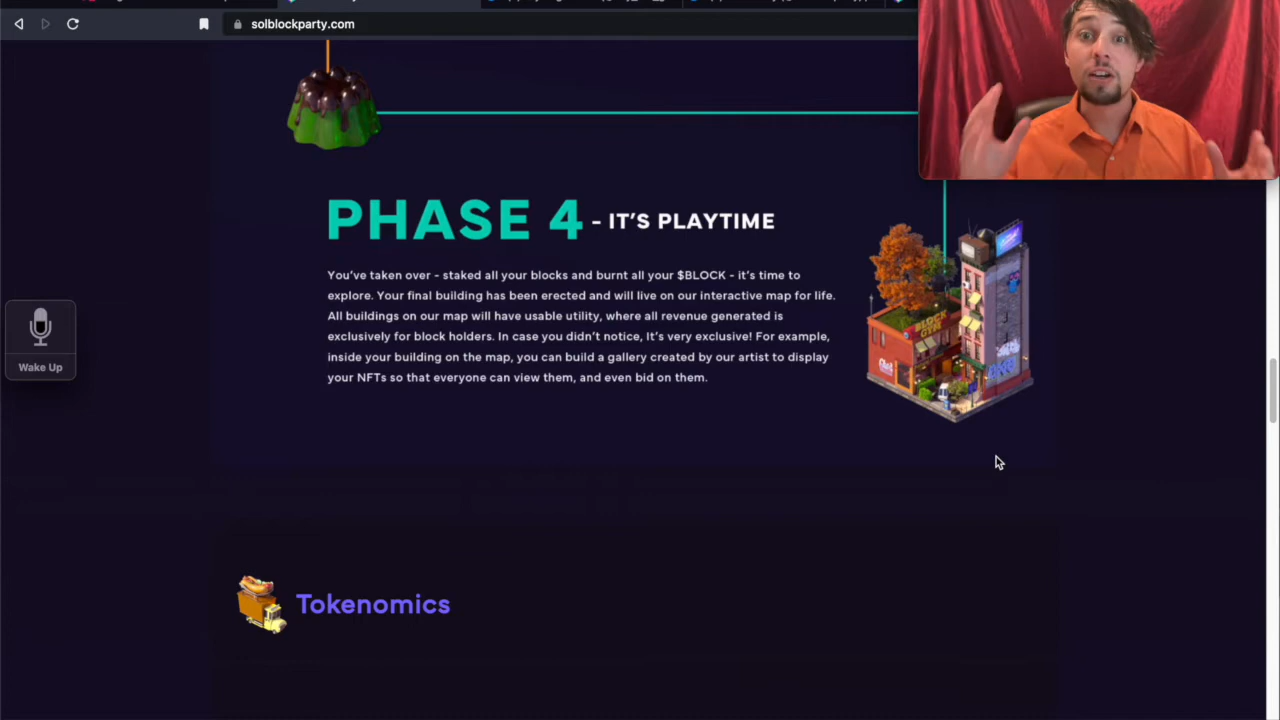 solblockparty.com
PHASE 4 - IT'S PLAYTIME
You've taken over - staked all your blocks and burnt all your $BLOCK - it's time to
explore. Your final building has been erected and will live on our interactive map for life.
All buildings on our map will have usable utility, where all revenue generated is
exclusively for block holders. In case you didn't notice, It's very exclusive! For example,
inside your building on the map, you can build a gallery created by our artist to display
your NFTs so that everyone can view them, and even bid on them.
BLOCK
GYM
Wake Up
Tokenomics